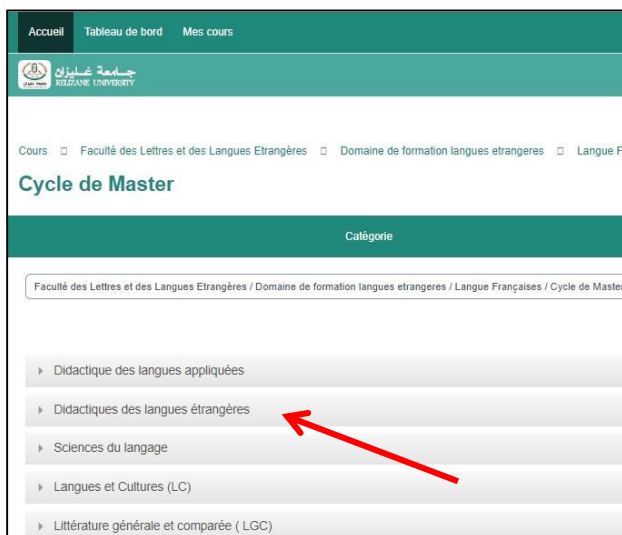 Accueil Tableau de bord Mes cours
جامعة غليزان
RELIZANE UNIVERSITY
Cours Faculté des Lettres et des Langues Etrangères Domaine de formation langues etrangeres Langue F
Cycle de Master
Catégorie
Faculté des Lettres et des Langues Etrangères / Domaine de formation langues etrangeres / Langue Françaises / Cycle de Master
Didactique des langues appliquées
Didactiques des langues étrangères
Sciences du langage
Langues et Cultures (LC)
Littérature générale et comparée ( LGC)